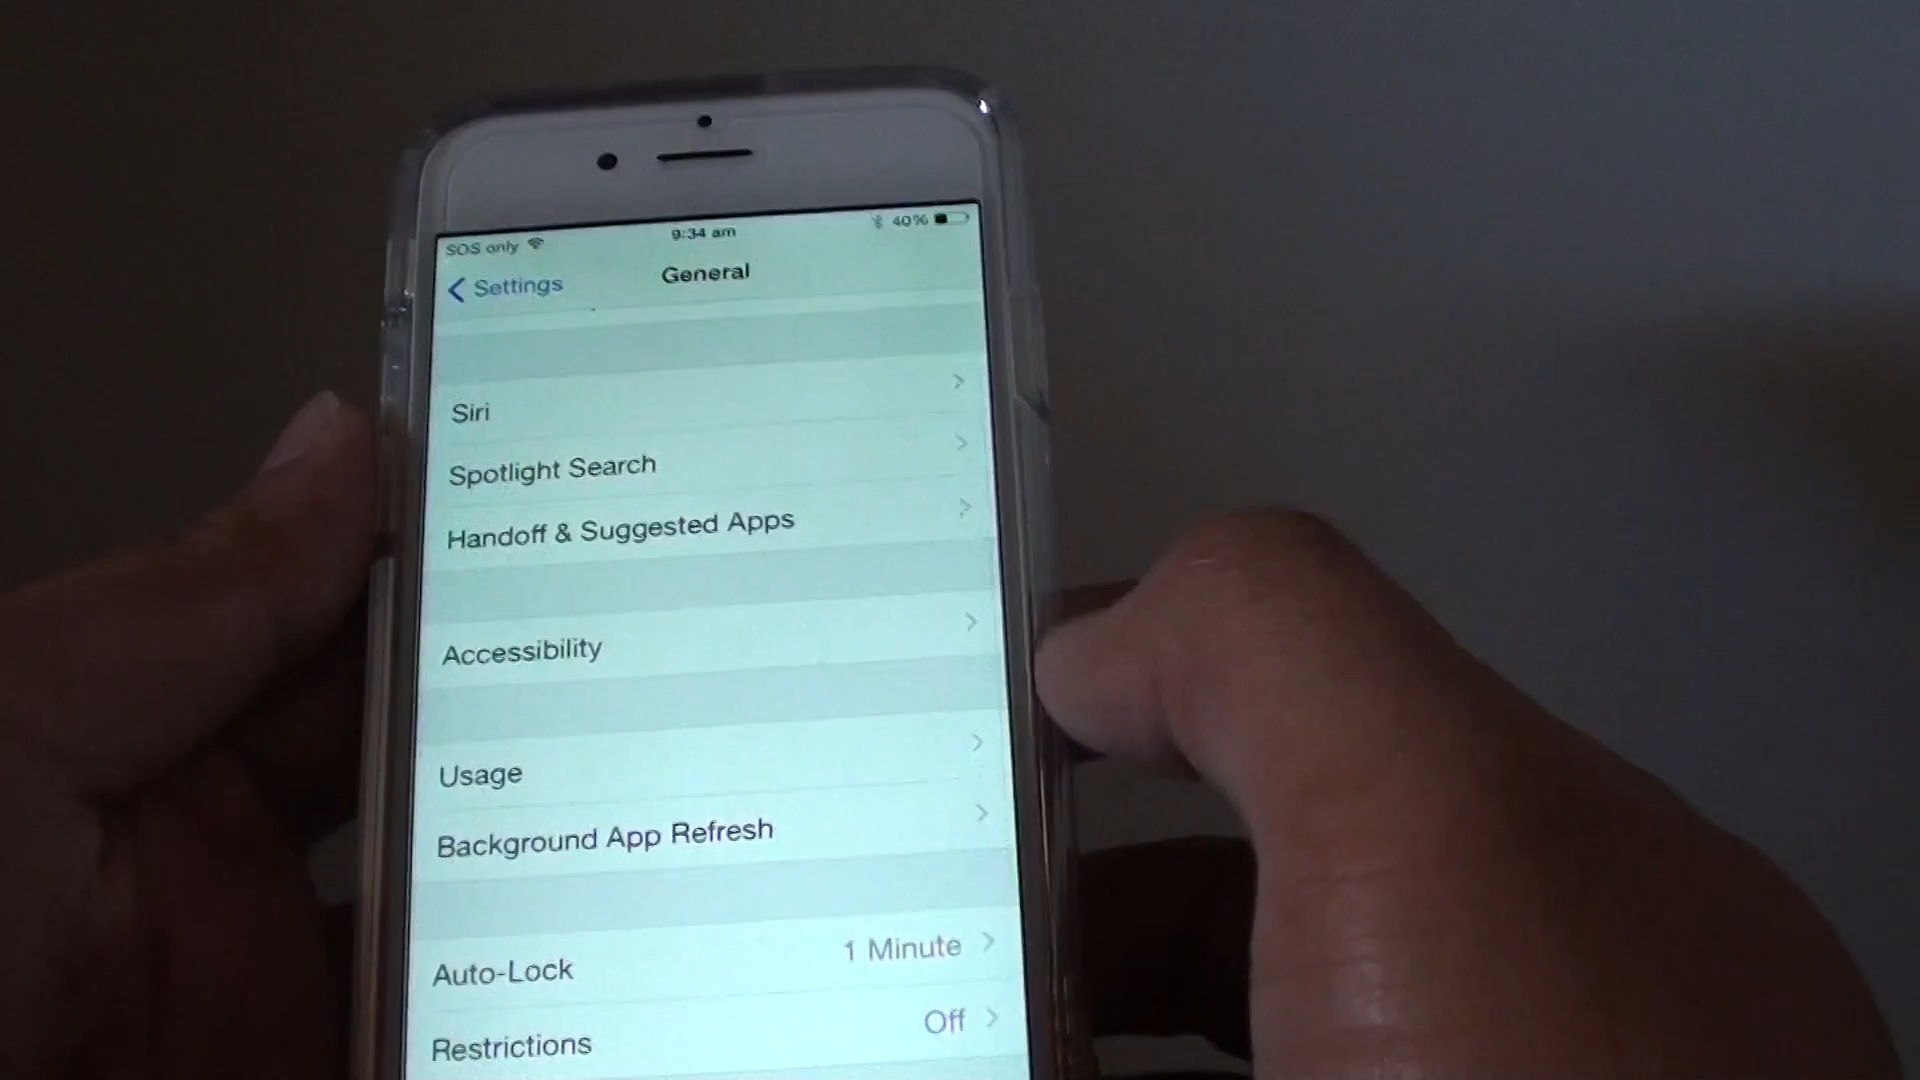 SOS only 9:34 am 40%
Settings General
Siri
Spotlight Search
Handoff & Suggested Apps
Accessibility
Usage
Background App Refresh
Auto-Lock 1 Minute
Restrictions Off